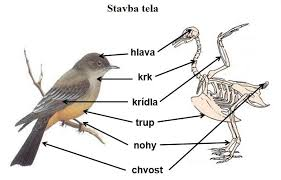 Stavba tela
hlava
krk
krídla
trup
nohy
chvost